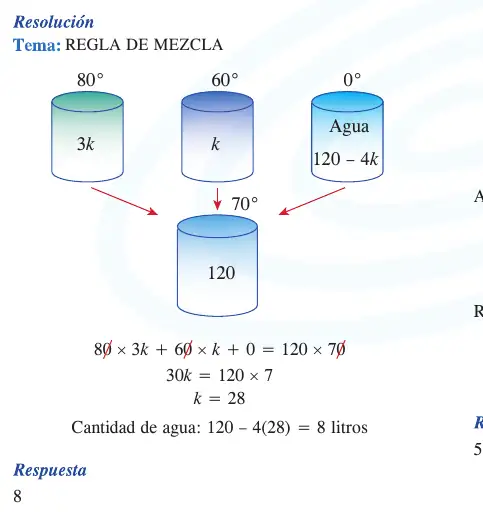 Resolución
Tema: REGLA DE MEZCLA
80° 60° 0°
3k k Agua
120 – 4k
70°
120
80 × 3k + 60 × k + 0 = 120 × 70
30k = 120 × 7
k = 28
Cantidad de agua: 120 – 4(28) = 8 litros
Respuesta
8
A
R
R
5